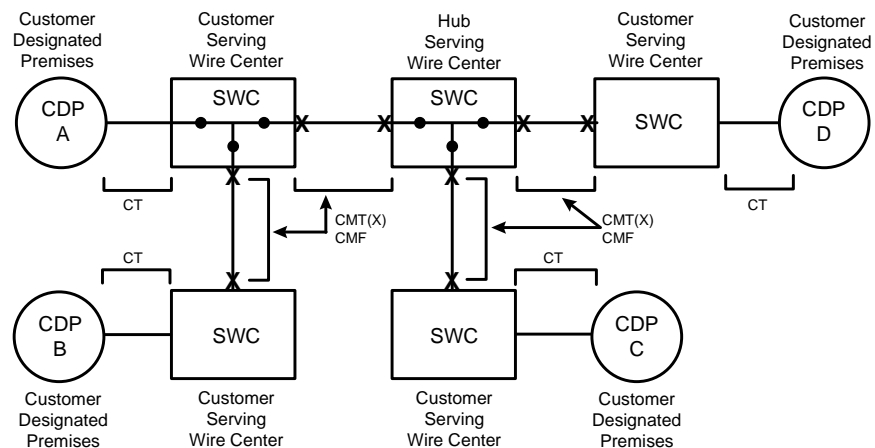 Customer
Designated
Premises
Customer
Serving
Wire Center
Hub
Serving
Wire Center
Customer
Serving
Wire Center
Customer
Designated
Premises
CDP
A
SWC
X
X
SWC
X
X
SWC
CDP
D
X
X
CT
CMT(X)
CMF
CMT(X)
CMF
CT
CT
CT
X
X
CDP
B
SWC
SWC
CDP
C
Customer
Designated
Premises
Customer
Serving
Wire Center
Customer
Serving
Wire Center
Customer
Designated
Premises